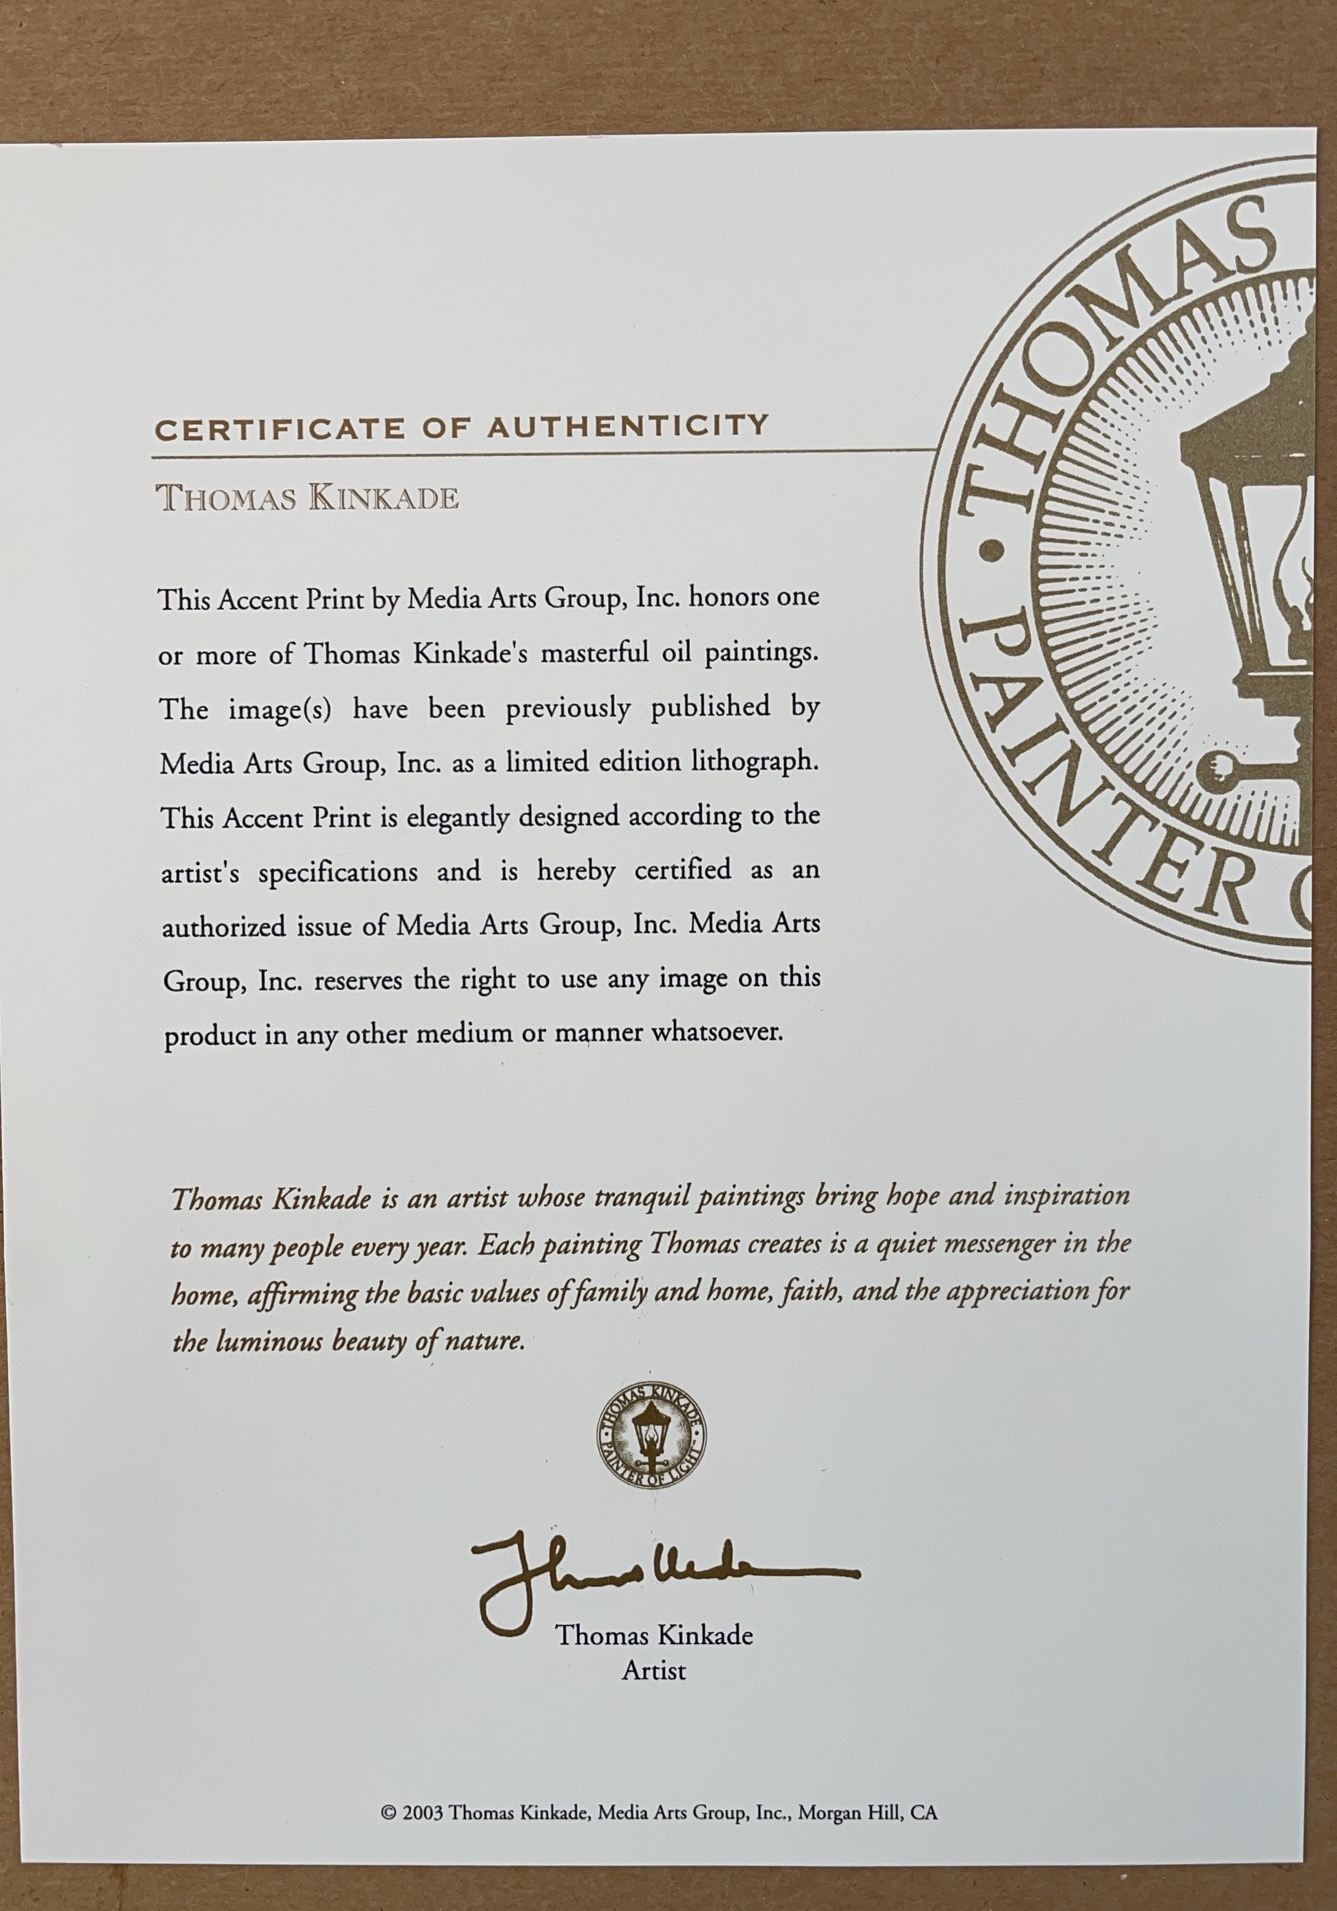 THOMAS
• PAINTER
CERTIFICATE OF AUTHENTICITY
THOMAS KINKADE
This Accent Print by Media Arts Group, Inc. honors one
or more of Thomas Kinkade's masterful oil paintings.
The image(s) have been previously published by
Media Arts Group, Inc. as a limited edition lithograph.
This Accent Print is elegantly designed according to the
artist's specifications and is hereby certified as an
authorized issue of Media Arts Group, Inc. Media Arts
Group, Inc. reserves the right to use any image on this
product in any other medium or manner whatsoever.
Thomas Kinkade is an artist whose tranquil paintings bring hope and inspiration
to many people every year. Each painting Thomas creates is a quiet messenger in the
home, affirming the basic values of family and home, faith, and the appreciation for
the luminous beauty of nature.
• THOMAS KINKADE •
PAINTER OF LIGHT™
Thomas Kinkade
Artist
© 2003 Thomas Kinkade, Media Arts Group, Inc., Morgan Hill, CA